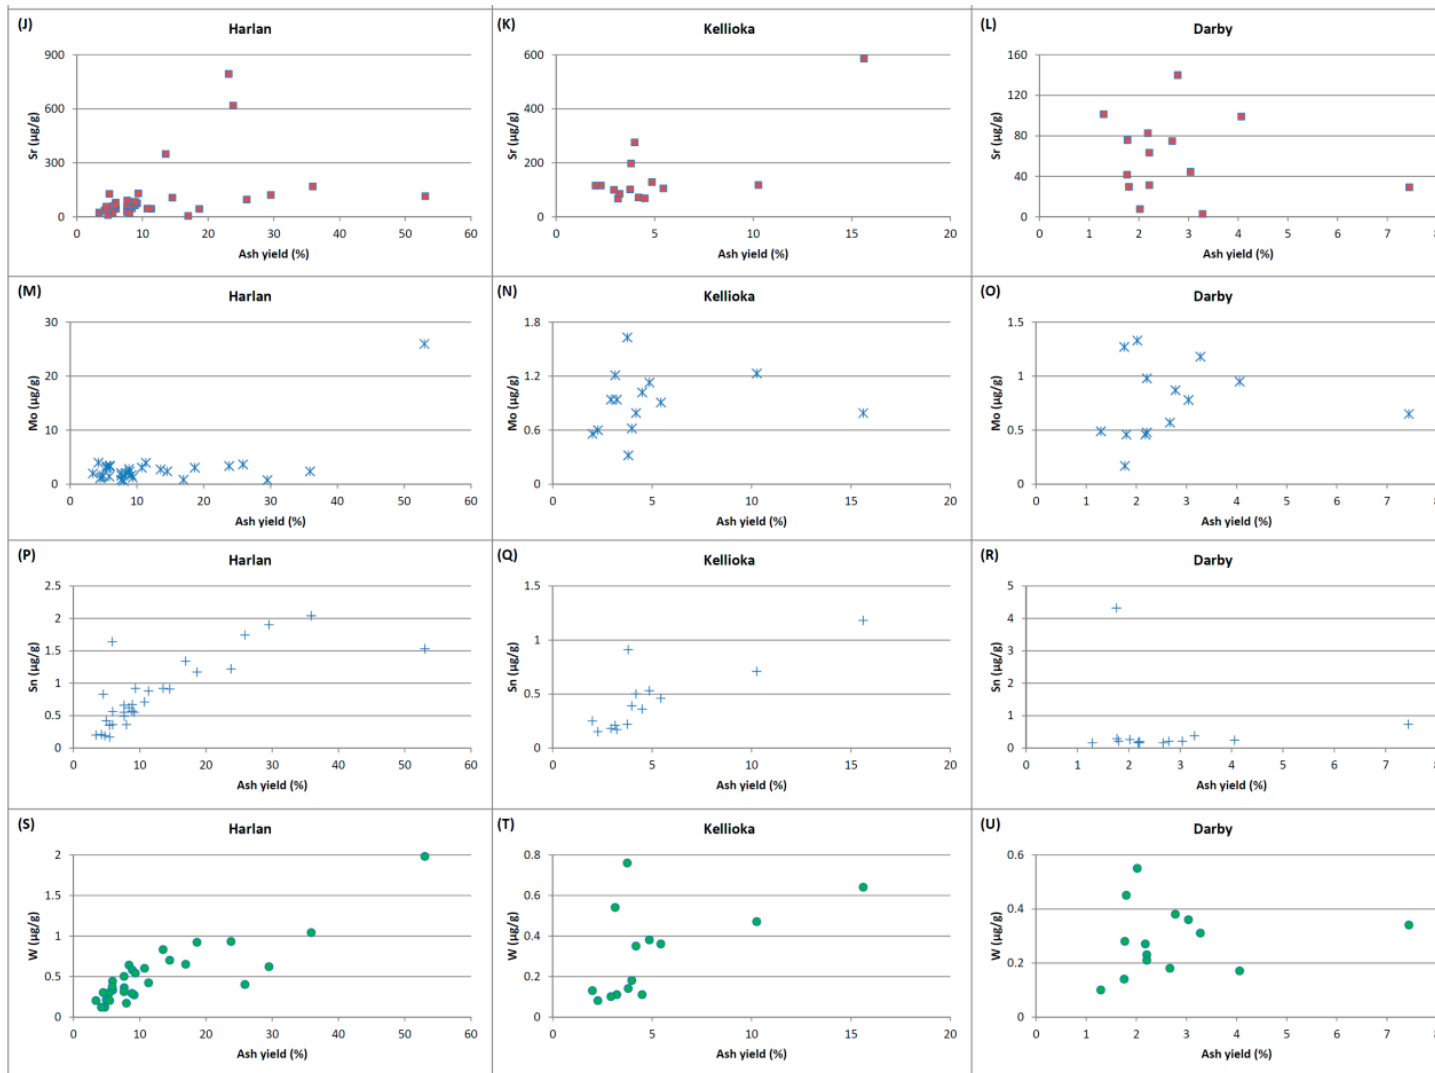 (J) Harlan
900
600
300
0
Sr (µg/g)
0 10 20 30 40 50 60
Ash yield (%)
(K) Kellioka
600
400
200
0
Sr (µg/g)
0 5 10 15 20
Ash yield (%)
(L) Darby
160
120
80
40
0
Sr (µg/g)
0 1 2 3 4 5 6 7 8
Ash yield (%)
(M) Harlan
30
20
10
0
Mo (µg/g)
0 10 20 30 40 50 60
Ash yield (%)
(N) Kellioka
1.8
1.2
0.6
0
Mo (µg/g)
0 5 10 15 20
Ash yield (%)
(O) Darby
1.5
1
0.5
0
Mo (µg/g)
0 1 2 3 4 5 6 7 8
Ash yield (%)
(P) Harlan
2.5
2
1.5
1
0.5
0
Sn (µg/g)
0 10 20 30 40 50 60
Ash yield (%)
(Q) Kellioka
1.5
1
0.5
0
Sn (µg/g)
0 5 10 15 20
Ash yield (%)
(R) Darby
5
4
3
2
1
0
Sn (µg/g)
0 1 2 3 4 5 6 7 8
Ash yield (%)
(S) Harlan
2
1.5
1
0.5
0
W (µg/g)
0 10 20 30 40 50 60
Ash yield (%)
(T) Kellioka
0.8
0.6
0.4
0.2
0
W (µg/g)
0 5 10 15 20
Ash yield (%)
(U) Darby
0.6
0.4
0.2
0
W (µg/g)
0 1 2 3 4 5 6 7 8
Ash yield (%)